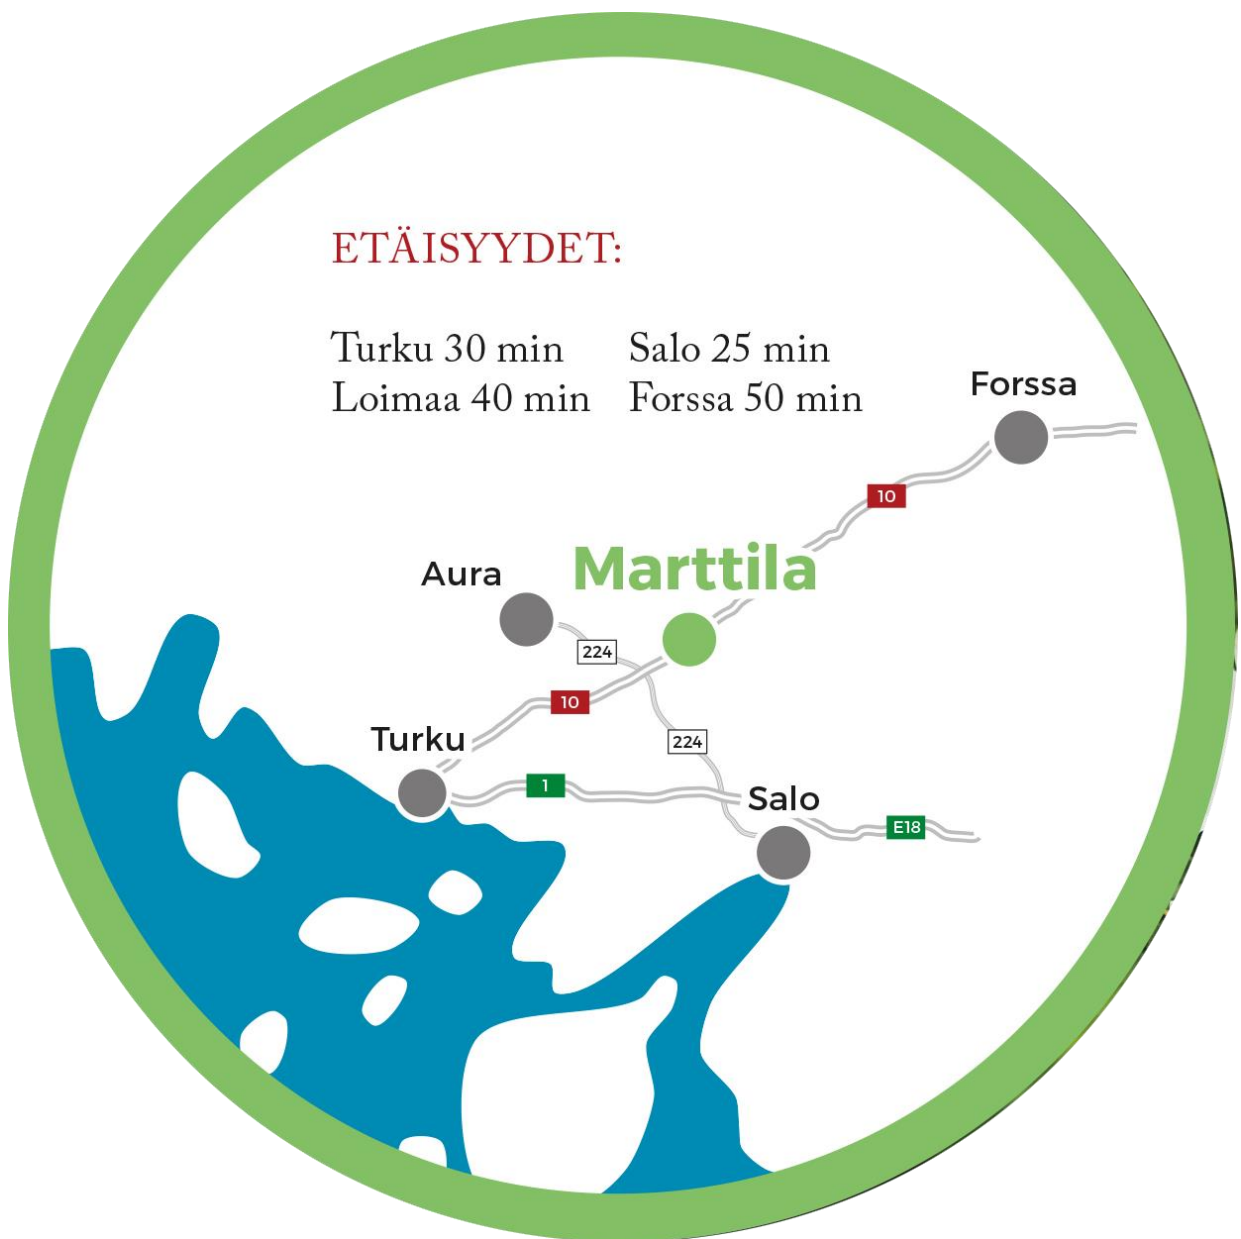 ETÄISYYDET:
Turku 30 min Salo 25 min
Loimaa 40 min Forssa 50 min
Forssa
10
Marttila
Aura
224
10
224
Turku
1
Salo
E18